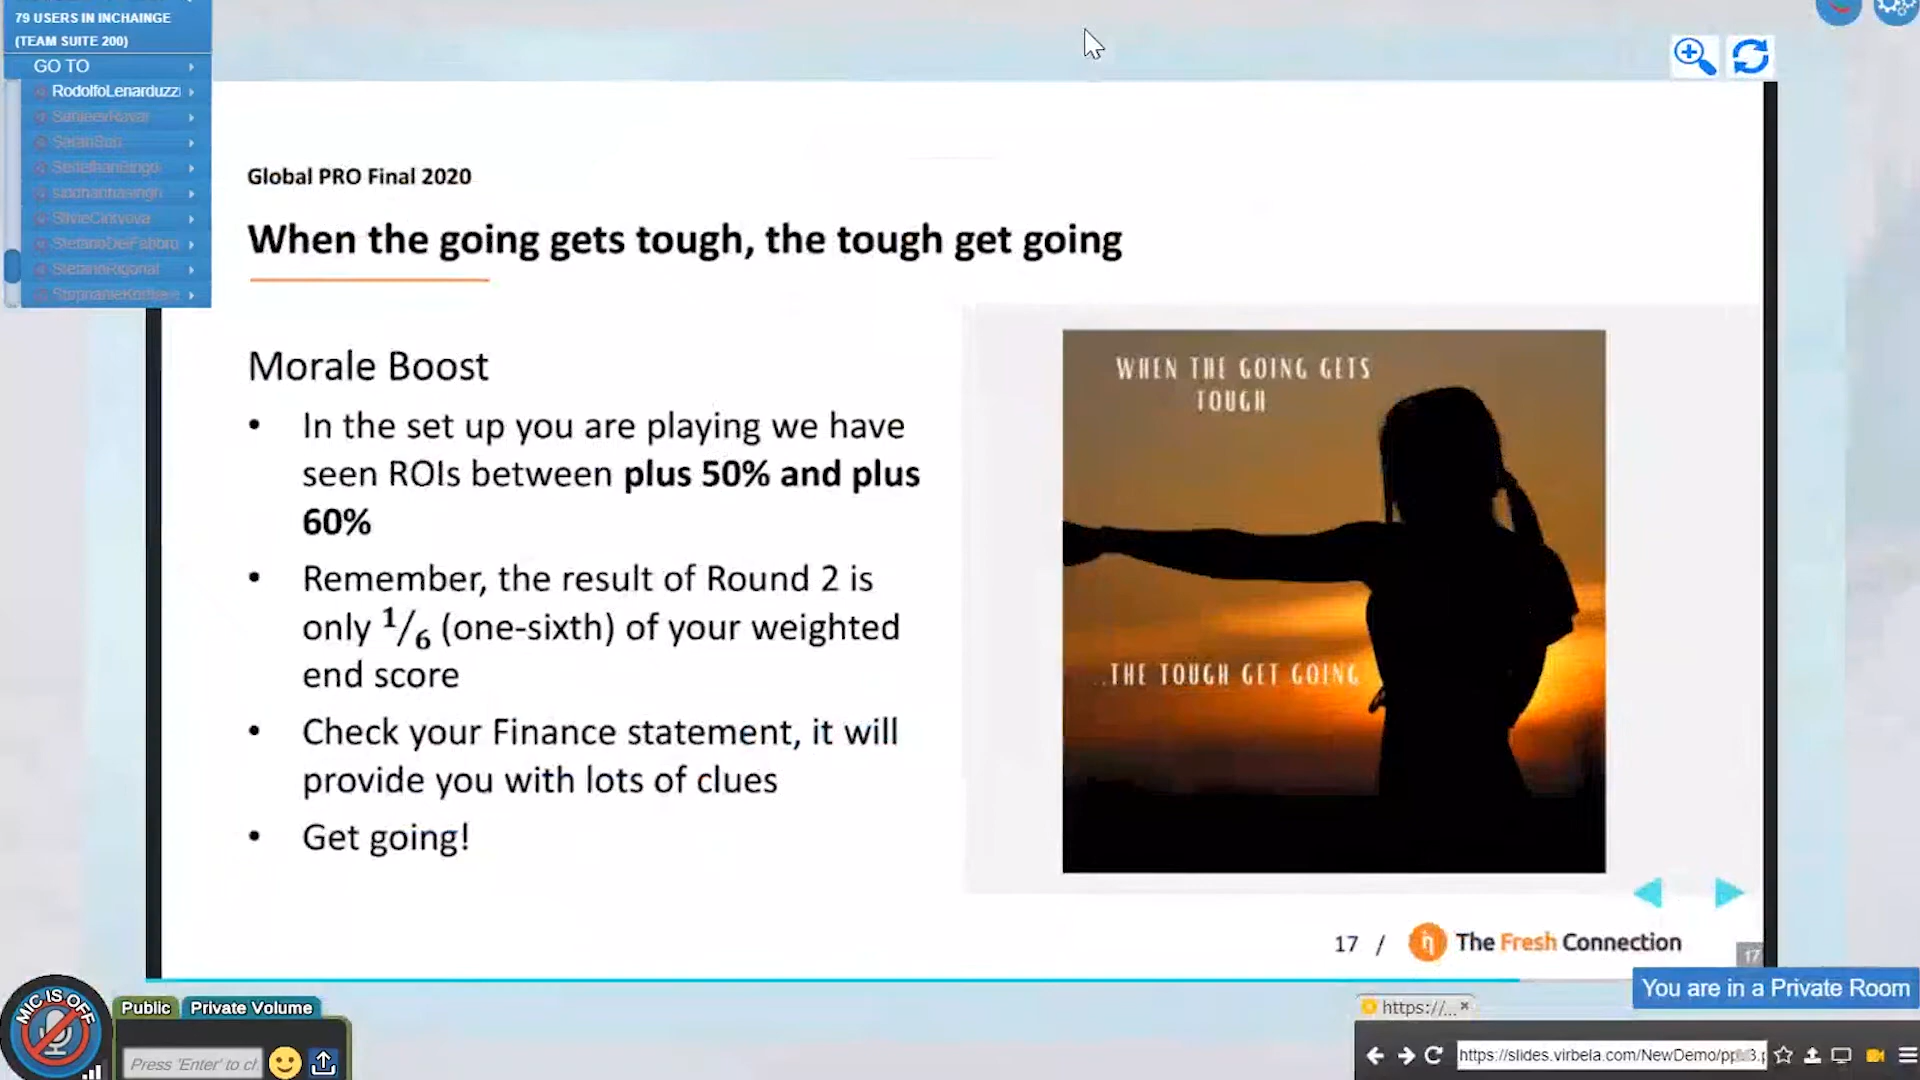 79 USERS IN INCHAINGE
(TEAM SUITE 200)
GO TO
RodolfoLenarduzz
Global PRO Final 2020
When the going gets tough, the tough get going
Morale Boost
• In the set up you are playing we have
seen ROIs between plus 50% and plus
60%
• Remember, the result of Round 2 is
only 1/6 (one-sixth) of your weighted
end score
• Check your Finance statement, it will
provide you with lots of clues
• Get going!
WHEN THE GOING GETS
TOUGH
..THE TOUGH GET GOING
17 / The Fresh Connection
17
You are in a Private Room
MIC IS OFF
Public Private Volume
Press 'Enter' to ch
https://...
https://slides.virbela.com/NewDemo/